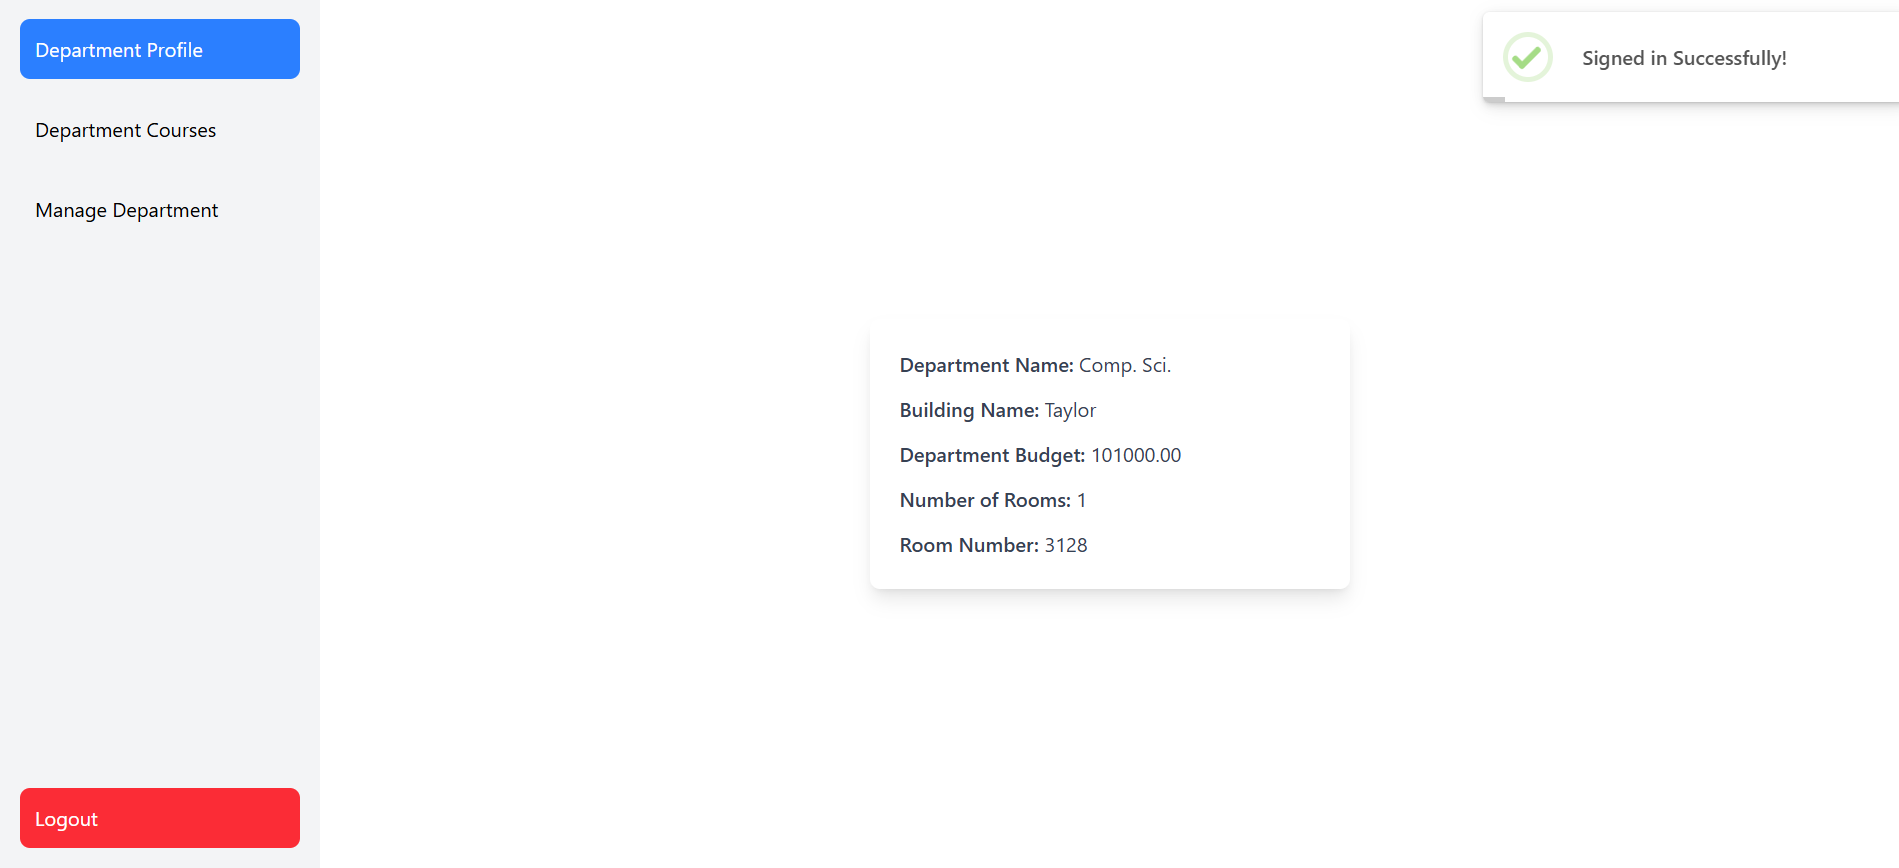 Department Profile
Department Courses
Manage Department
Logout
Signed in Successfully!
Department Name: Comp. Sci.
Building Name: Taylor
Department Budget: 101000.00
Number of Rooms: 1
Room Number: 3128